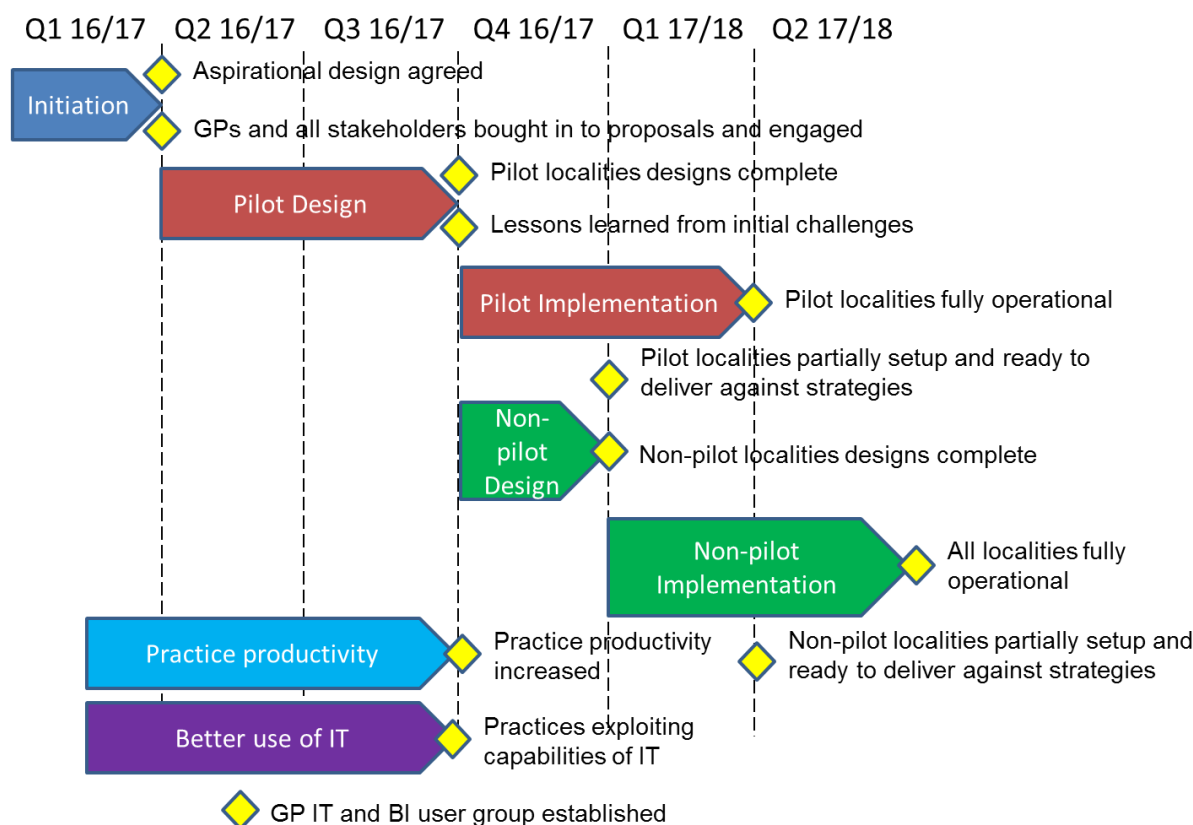 Q1 16/17 Q2 16/17 Q3 16/17 Q4 16/17 Q1 17/18 Q2 17/18
Initiation
Aspirational design agreed
GPs and all stakeholders bought in to proposals and engaged
Pilot Design
Pilot localities designs complete
Lessons learned from initial challenges
Pilot Implementation
Pilot localities fully operational
Pilot localities partially setup and ready to
deliver against strategies
Non-
pilot
Design
Non-pilot localities designs complete
Non-pilot
Implementation
All localities fully
operational
Practice productivity
Practice productivity
increased
Non-pilot localities partially setup and
ready to deliver against strategies
Better use of IT
Practices exploiting
capabilities of IT
GP IT and BI user group established